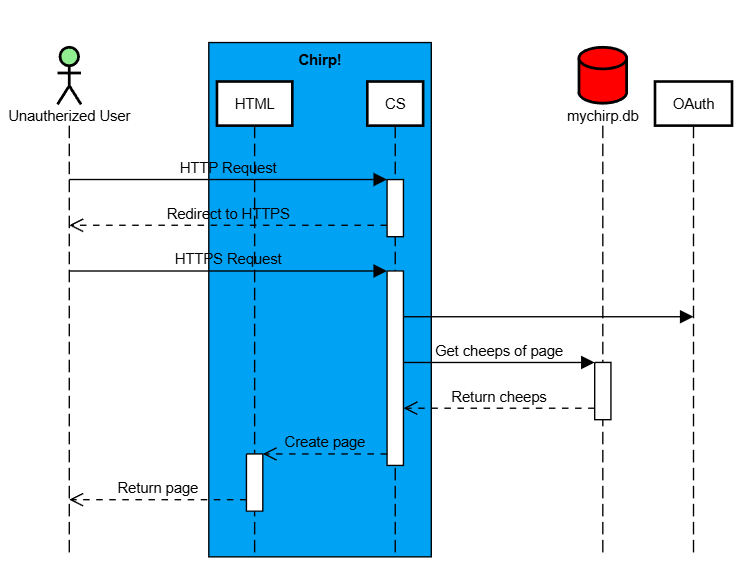 Chirp!
Unautherized User
HTML
CS
mychirp.db
OAuth
HTTP Request
Redirect to HTTPS
HTTPS Request
Get cheeps of page
Return cheeps
Create page
Return page